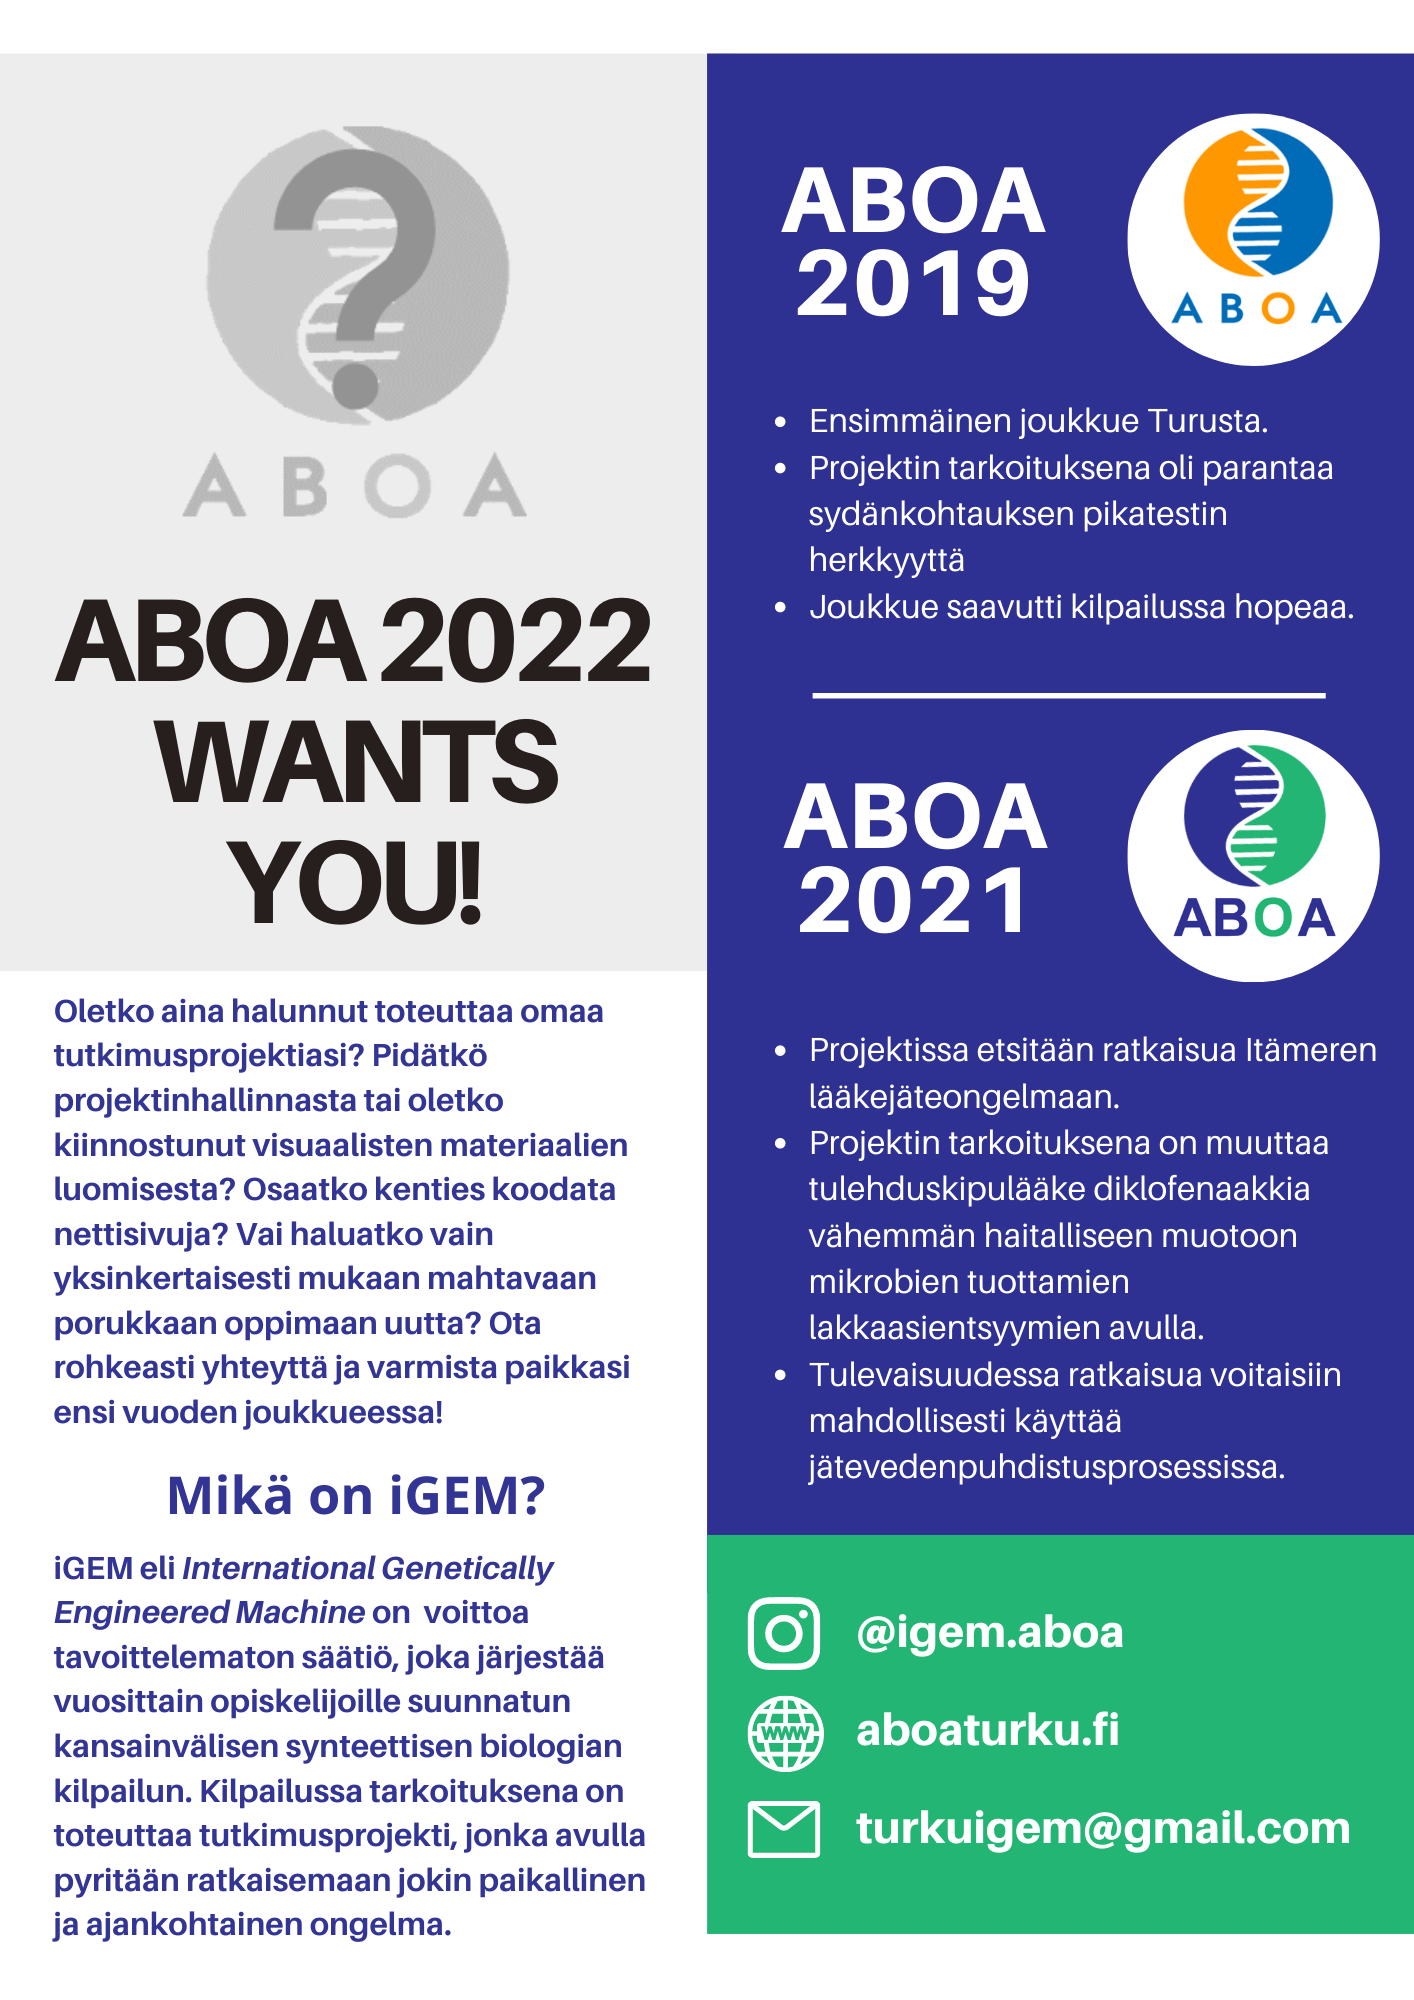 ?
ABOA
ABOA 2022
WANTS
YOU!
Oletko aina halunnut toteuttaa omaa
tutkimusprojektiasi? Pidätkö
projektinhallinnasta tai oletko
kiinnostunut visuaalisten materiaalien
luomisesta? Osaatko kenties koodata
nettisivuja? Vai haluatko vain
yksinkertaisesti mukaan mahtavaan
porukkaan oppimaan uutta? Ota
rohkeasti yhteyttä ja varmista paikkasi
ensi vuoden joukkueessa!
Mikä on iGEM?
iGEM eli International Genetically
Engineered Machine on voittoa
tavoittelematon säätiö, joka järjestää
vuosittain opiskelijoille suunnatun
kansainvälisen synteettisen biologian
kilpailun. Kilpailussa tarkoituksena on
toteuttaa tutkimusprojekti, jonka avulla
pyritään ratkaisemaan jokin paikallinen
ja ajankohtainen ongelma.
ABOA
2019
ABOA
• Ensimmäinen joukkue Turusta.
• Projektin tarkoituksena oli parantaa
sydänkohtauksen pikatestin
herkkyyttä
• Joukkue saavutti kilpailussa hopeaa.
ABOA
2021
ABOA
• Projektissa etsitään ratkaisua Itämeren
lääkejäteongelmaan.
• Projektin tarkoituksena on muuttaa
tulehduskipulääke diklofenaakkia
vähemmän haitalliseen muotoon
mikrobien tuottamien
lakkaasientsyymien avulla.
• Tulevaisuudessa ratkaisua voitaisiin
mahdollisesti käyttää
jätevedenpuhdistusprosessissa.
@igem.aboa
www
aboaturku.fi
turkuigem@gmail.com